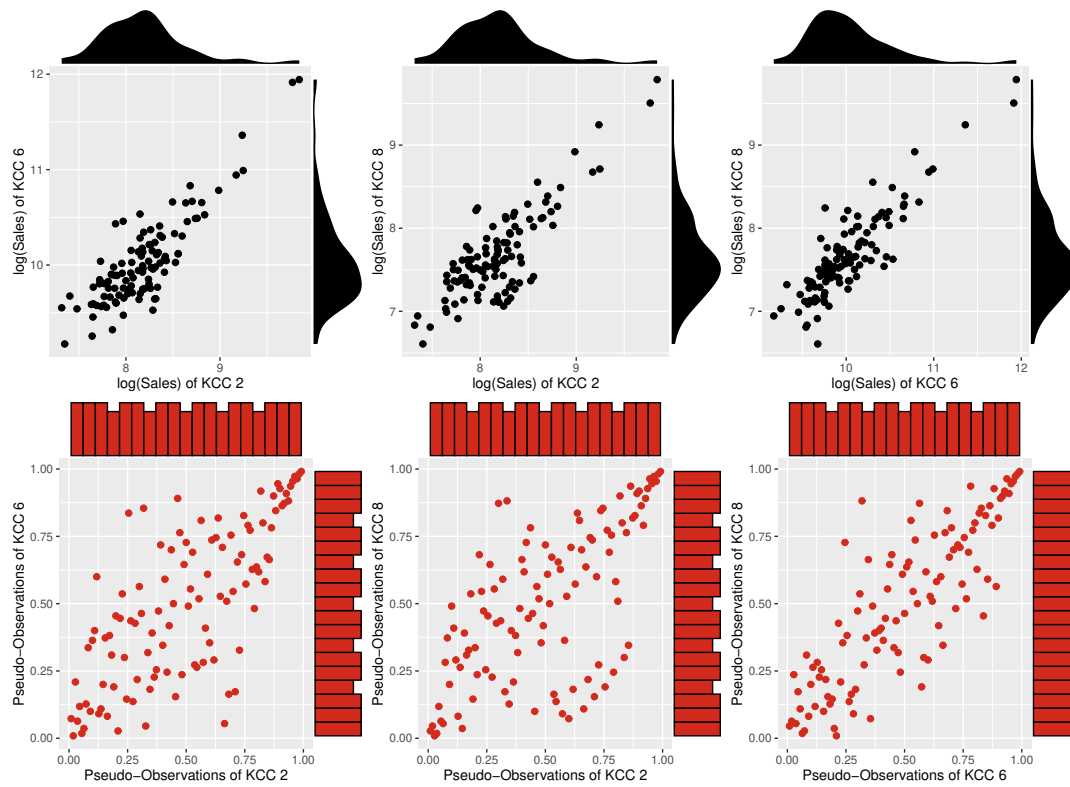 12
11
10
log(Sales) of KCC 6
8
9
log(Sales) of KCC 2
9
8
7
log(Sales) of KCC 8
8
9
log(Sales) of KCC 2
9
8
7
log(Sales) of KCC 8
10
11
12
log(Sales) of KCC 6
1.00
0.75
0.50
0.25
0.00
Pseudo−Observations of KCC 6
0.00 0.25 0.50 0.75 1.00
Pseudo−Observations of KCC 2
1.00
0.75
0.50
0.25
0.00
Pseudo−Observations of KCC 8
0.00 0.25 0.50 0.75 1.00
Pseudo−Observations of KCC 2
1.00
0.75
0.50
0.25
0.00
Pseudo−Observations of KCC 8
0.00 0.25 0.50 0.75 1.00
Pseudo−Observations of KCC 6